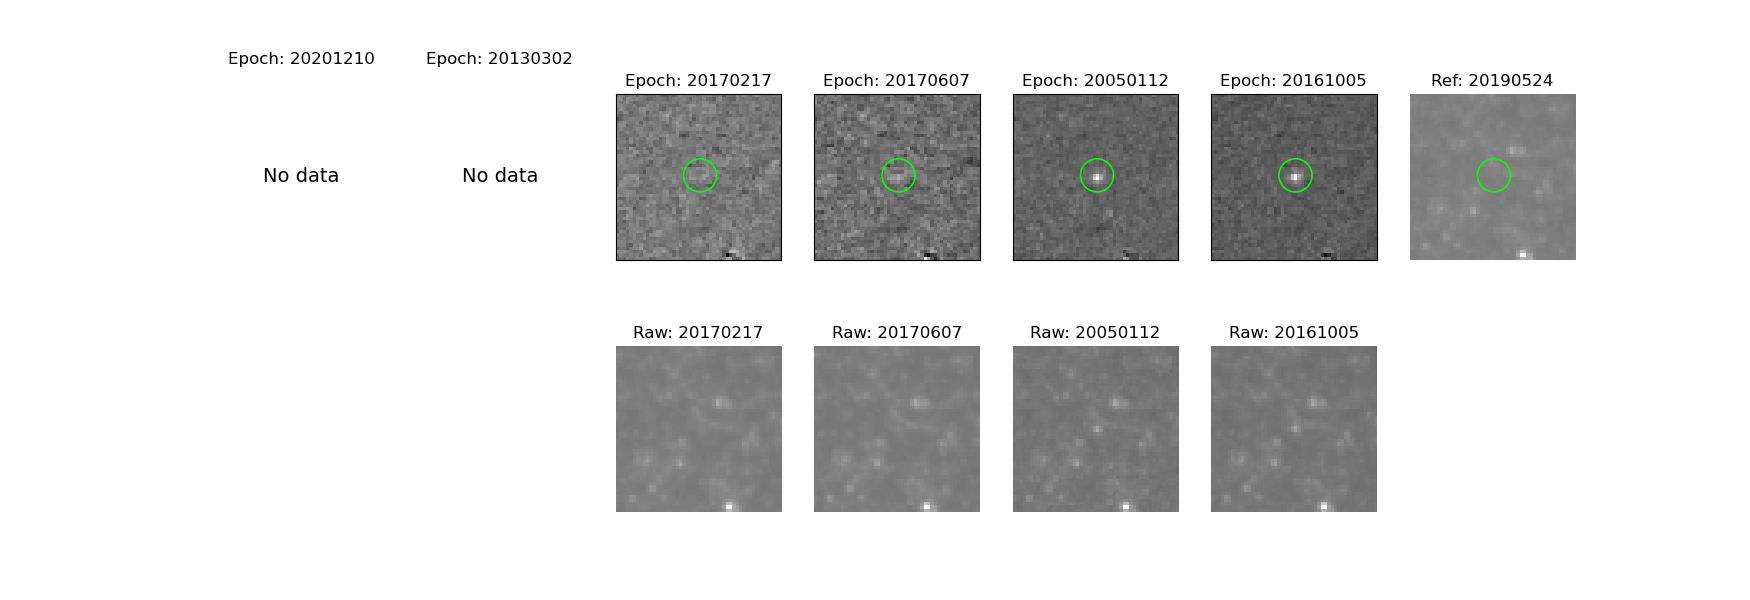 Epoch: 20201210
Epoch: 20130302
Epoch: 20170217
Epoch: 20170607
Epoch: 20050112
Epoch: 20161005
Ref: 20190524
No data
No data
Raw: 20170217
Raw: 20170607
Raw: 20050112
Raw: 20161005